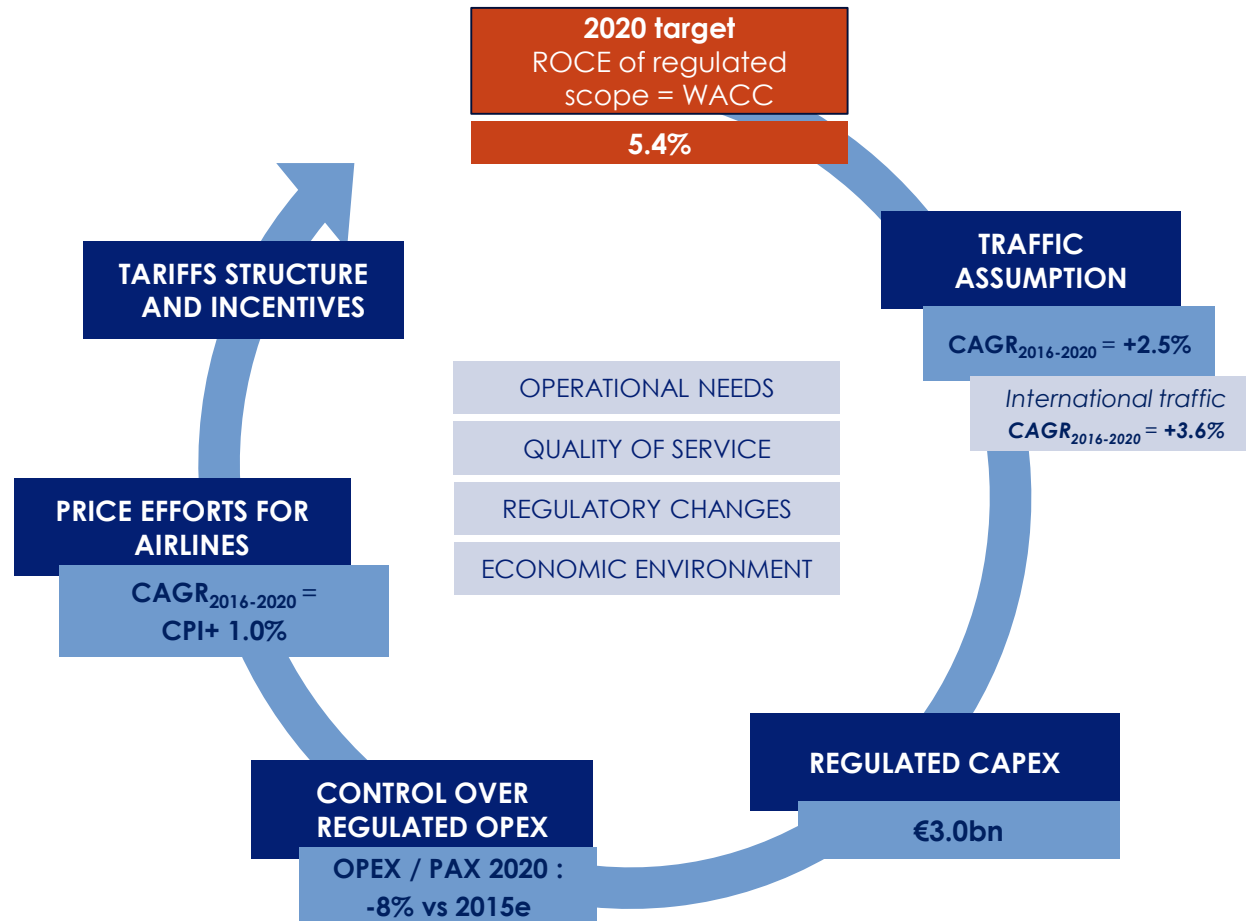 2020 target
ROCE of regulated
scope = WACC
5.4%
TRAFFIC
ASSUMPTION
CAGR2016-2020 = +2.5%
International traffic
CAGR2016-2020 = +3.6%
REGULATED CAPEX
€3.0bn
CONTROL OVER
REGULATED OPEX
OPEX / PAX 2020 :
-8% vs 2015e
PRICE EFFORTS FOR
AIRLINES
CAGR2016-2020 =
CPI+ 1.0%
TARIFFS STRUCTURE
AND INCENTIVES
OPERATIONAL NEEDS
QUALITY OF SERVICE
REGULATORY CHANGES
ECONOMIC ENVIRONMENT